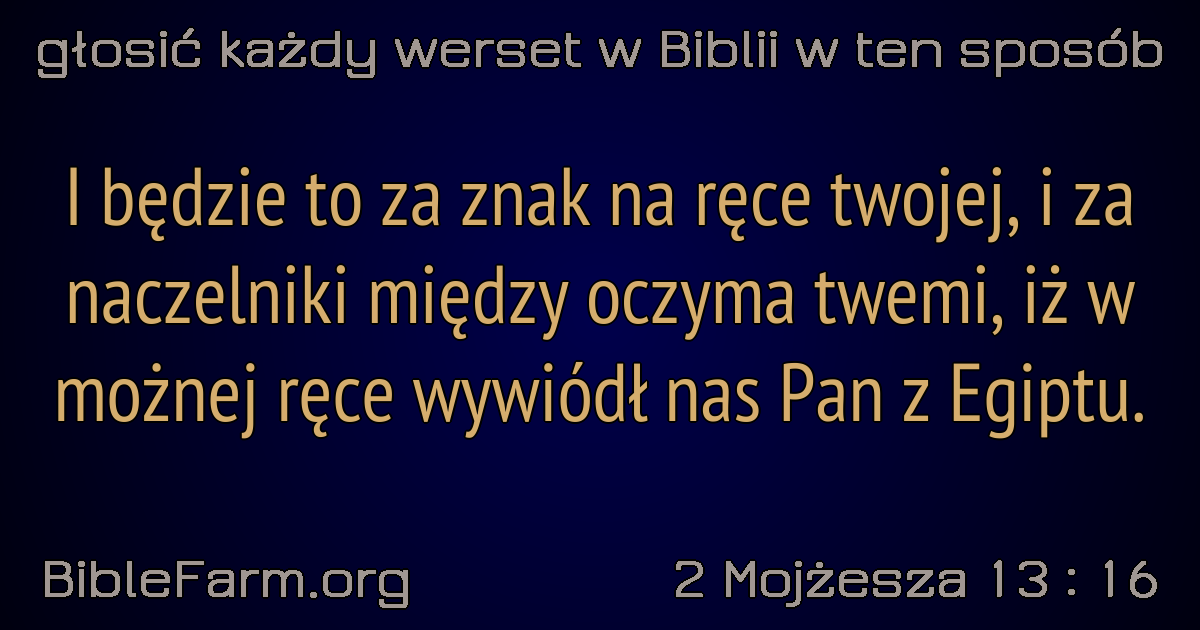 głosić każdy werset w Biblii w ten sposób
I będzie to za znak na ręce twojej, i za
naczelniki między oczyma twemi, iż w
możnej ręce wywiódł nas Pan z Egiptu.
BibleFarm.org
2 Mojżesza 13 : 16